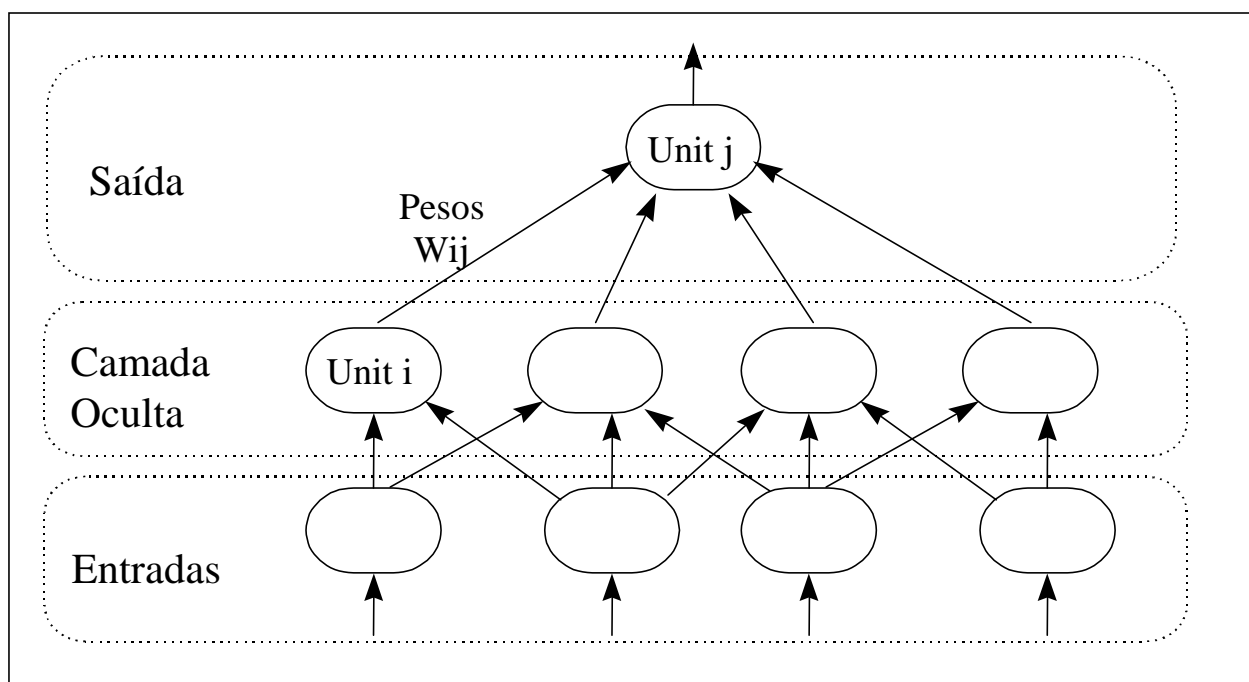 Unit j
Saída
Pesos
Wij
Camada
Oculta
Unit i
Entradas